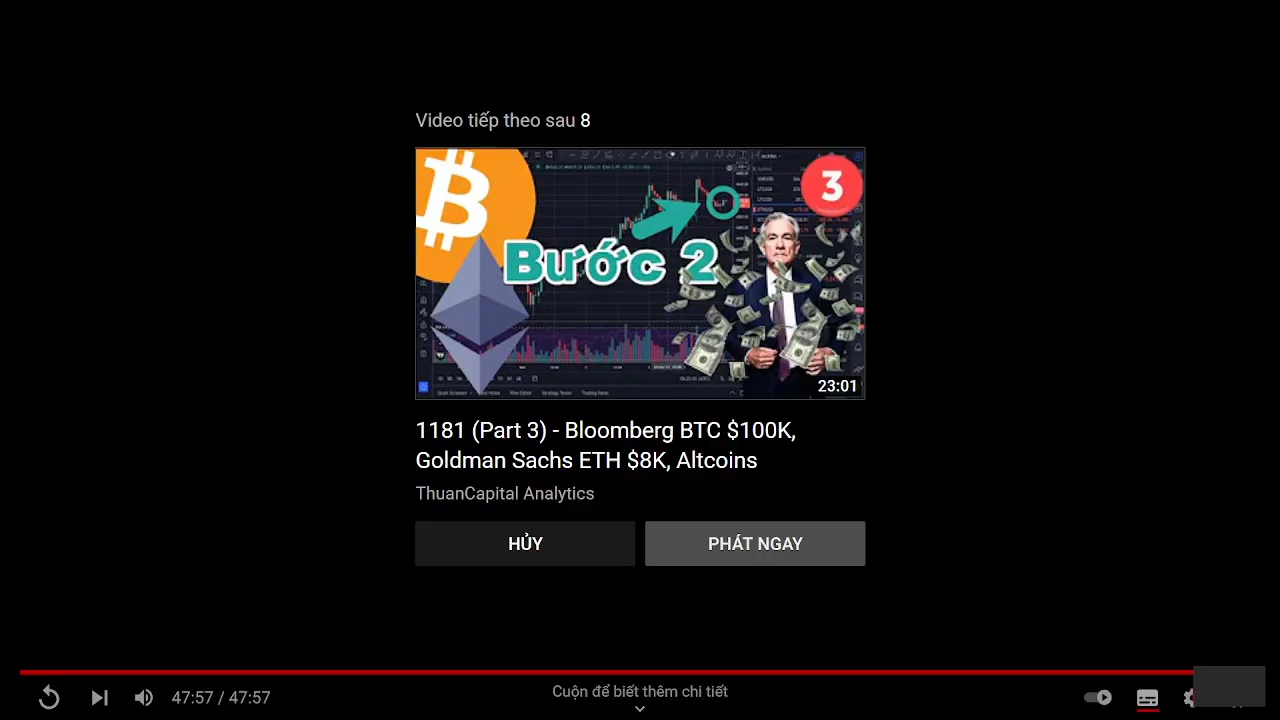 Video tiếp theo sau 8
3
Bước 2
23:01
1181 (Part 3) - Bloomberg BTC $100K,
Goldman Sachs ETH $8K, Altcoins
ThuanCapital Analytics
HỦY
PHÁT NGAY
47:57 / 47:57
Cuộn để biết thêm chi tiết